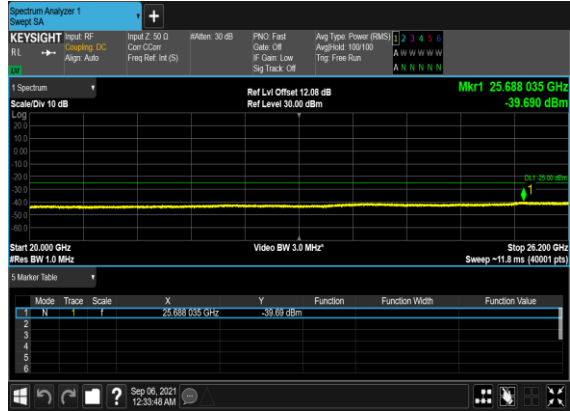 Spectrum Analyzer 1
Swept SA
KEYSIGHT Input: RF Input Z: 50 Ω #Atten: 30 dB PNO: Fast Avg Type: Power (RMS) 1 2 3 4 5 6
RL Coupling: DC Corr CCorr Gate: Off Avg|Hold: 100/100 A W W W W W
Align: Auto Freq Ref: Int (S) IF Gain: Low Trig: Free Run
Sig Track: Off A N N N N N
LV
1 Spectrum Ref Lvl Offset 12.08 dB Mkr1 25.688 035 GHz
Scale/Div 10 dB Ref Level 30.00 dBm -39.690 dBm
Log
20.0
10.0
0.00
-10.0
-20.0 DL1 -25.00 dBm
-30.0 1
-40.0
-50.0
-60.0
Start 20.000 GHz Video BW 3.0 MHz* Stop 26.200 GHz
#Res BW 1.0 MHz Sweep ~11.8 ms (40001 pts)
5 Marker Table
Mode Trace Scale X Y Function Function Width Function Value
1 N 1 f 25.688 035 GHz -39.69 dBm
2
3
4
5
6
? Sep 06, 2021
12:33:48 AM